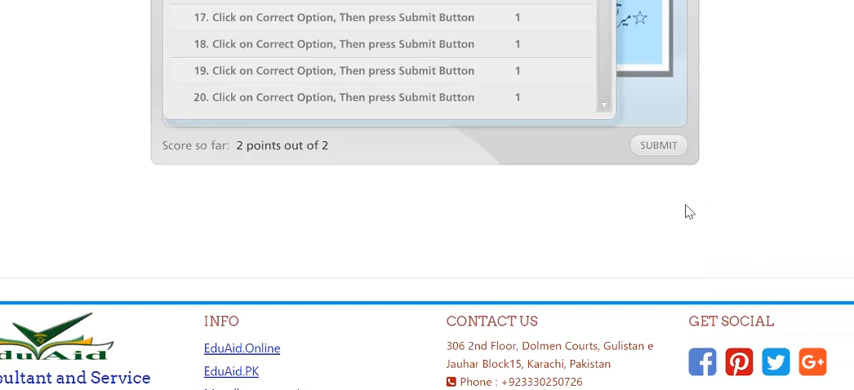 17. Click on Correct Option, Then press Submit Button 1
18. Click on Correct Option, Then press Submit Button 1
19. Click on Correct Option, Then press Submit Button 1
20. Click on Correct Option, Then press Submit Button 1
Score so far: 2 points out of 2
SUBMIT
duAid
sultant and Service
INFO
EduAid.Online
EduAid.PK
CONTACT US
306 2nd Floor, Dolmen Courts, Gulistan e
Jauhar Block15, Karachi, Pakistan
Phone : +923330250726
GET SOCIAL